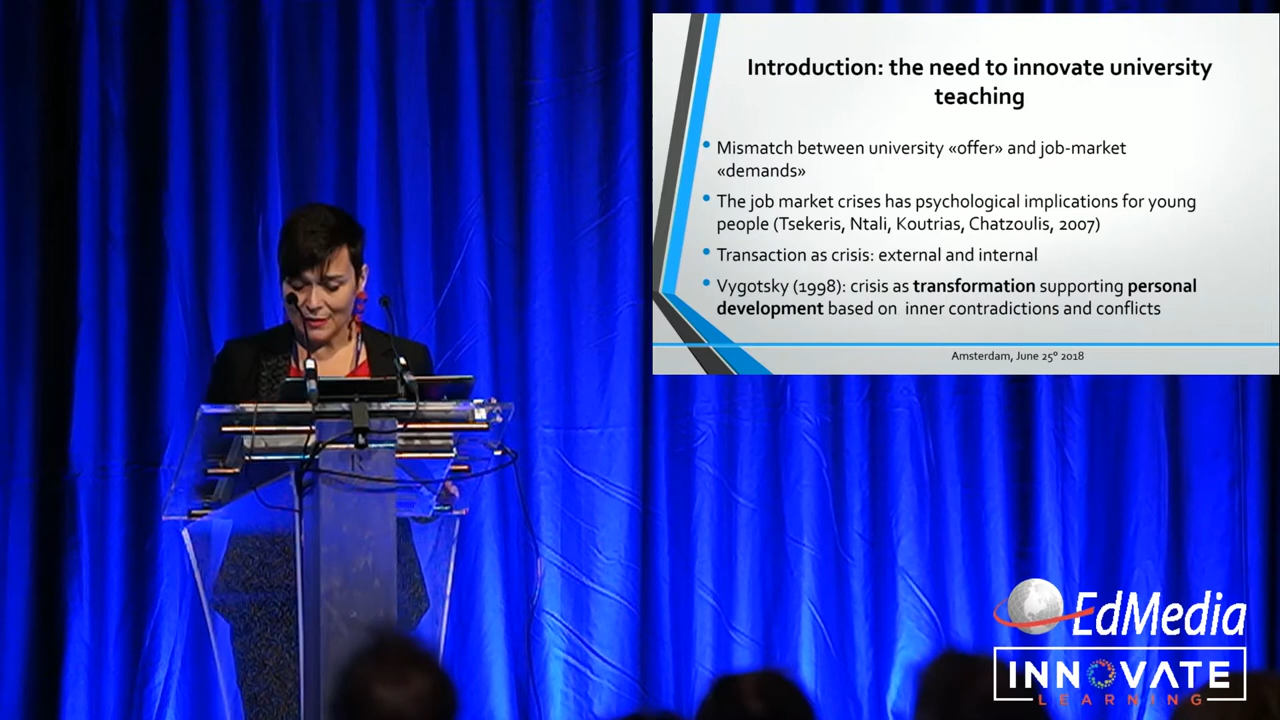 Introduction: the need to innovate university
teaching
• Mismatch between university «offer» and job-market
«demands»
• The job market crises has psychological implications for young
people (Tsekeris, Ntali, Koutrias, Chatzoulis, 2007)
• Transaction as crisis: external and internal
• Vygotsky (1998): crisis as transformation supporting personal
development based on inner contradictions and conflicts
Amsterdam, June 25º 2018
R
EdMedia
INNOVATE
LEARNING